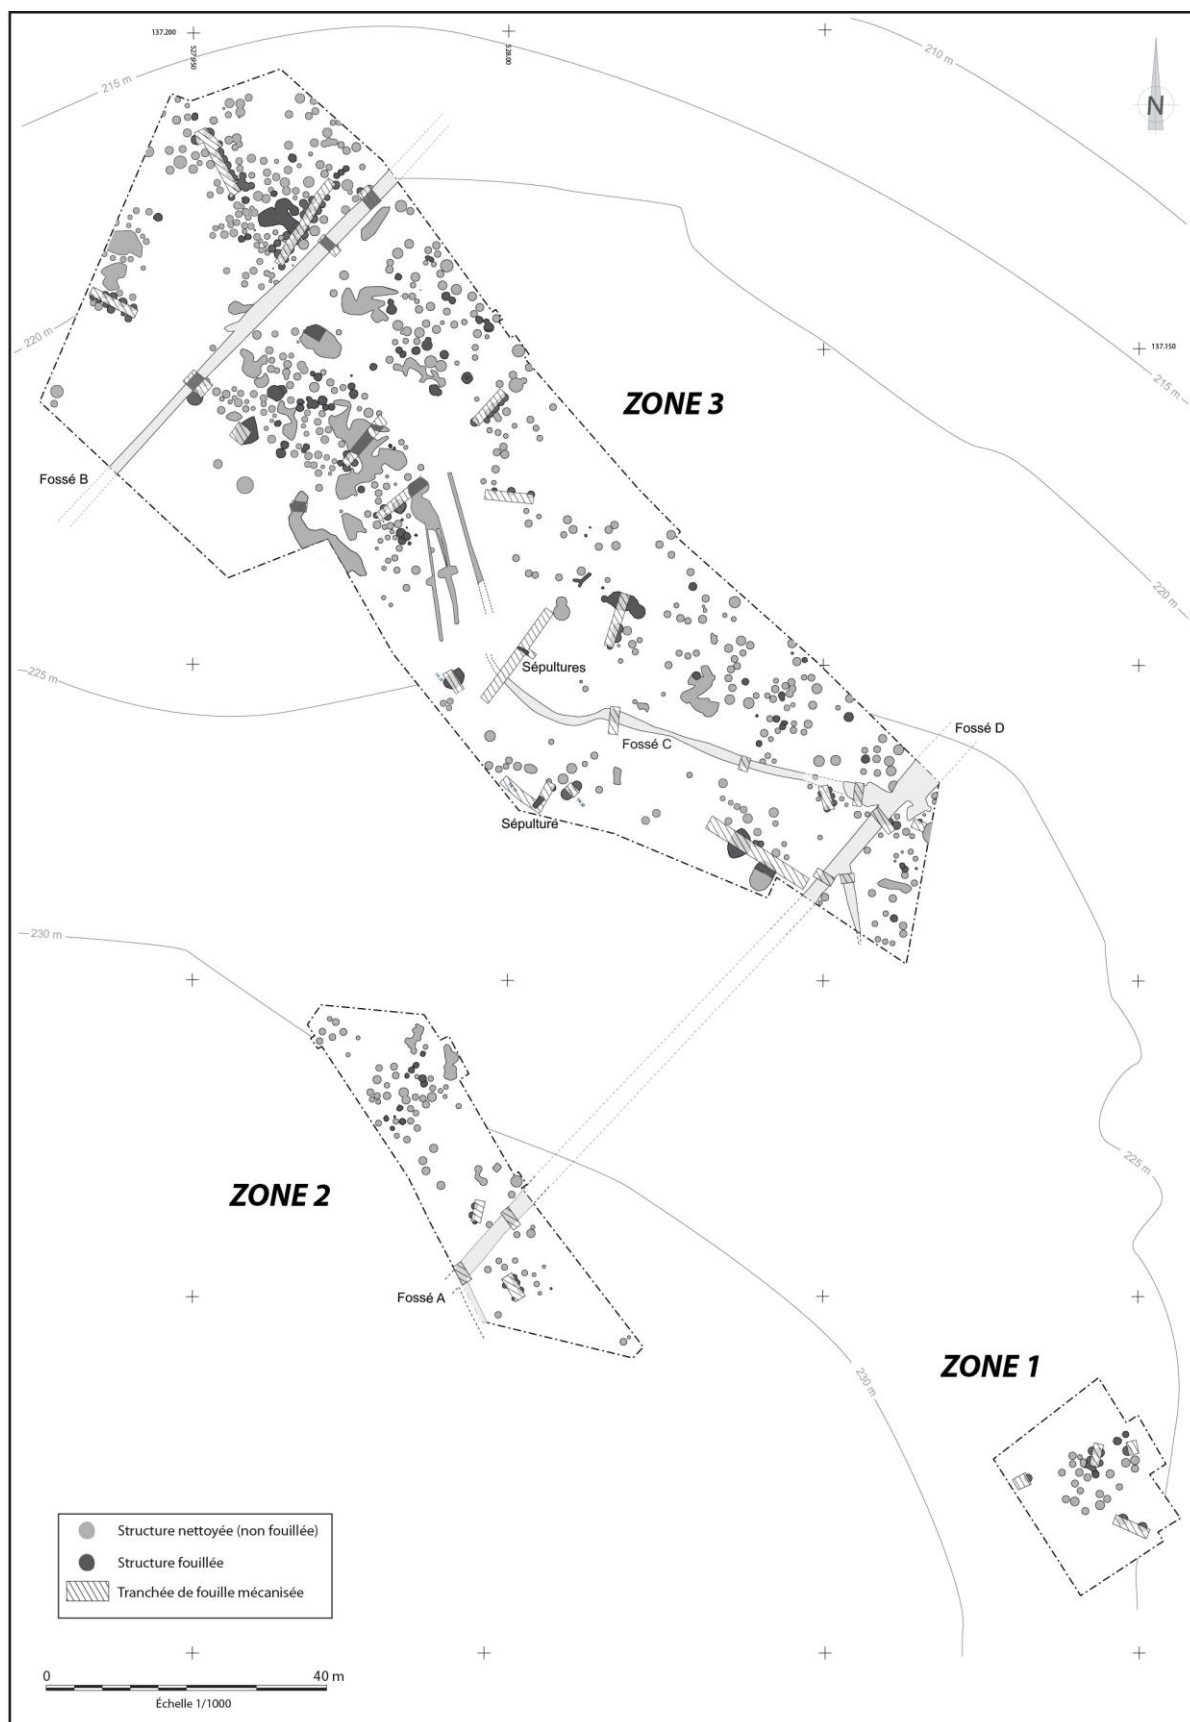 137.200
527.950
528.00
210 m
215 m
N
137.150
215 m
220 m
ZONE 3
Fossé B
220 m
225 m
Sépultures
Fossé C
Fossé D
Sépulture
230 m
225 m
ZONE 2
Fossé A
230 m
ZONE 1
Structure nettoyée (non fouillée)
Structure fouillée
Tranchée de fouille mécanisée
0 40 m
Échelle 1/1000